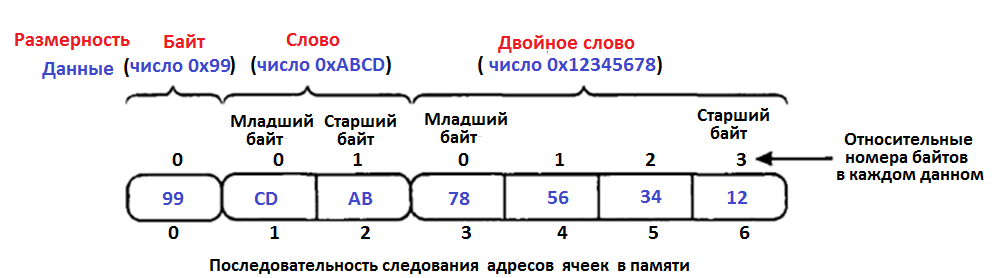 Размерность Байт Слово Двойное слово
Данные (число 0x99) (число 0xABCD) ( число 0x12345678)
Младший байт Старший байт Младший байт Старший байт
0 0 1 0 1 2 3 Относительные номера байтов в каждом данном
99 CD AB 78 56 34 12
0 1 2 3 4 5 6
Последовательность следования адресов ячеек в памяти